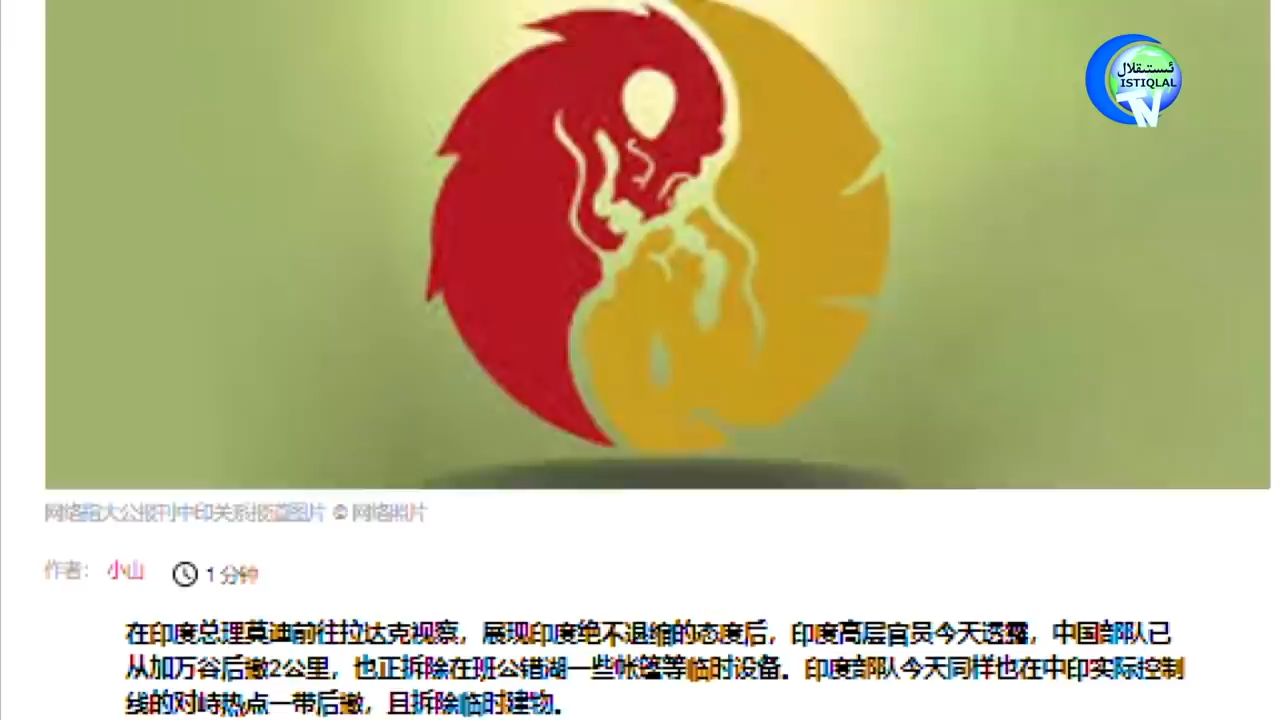 ئىستىقلال
ISTIQLAL
TV
网络指大公报刊中印关系报道图片 © 网络照片
作者： 小山 1 分钟
在印度总理莫迪前往拉达克视察，展现印度绝不退缩的态度后，印度高层官员今天透露，中国部队已
从加万谷后撤2公里，也正拆除在班公错湖一些帐篷等临时设备。印度部队今天同样也在中印实际控制
线的对峙热点一带后撤，且拆除临时建物。